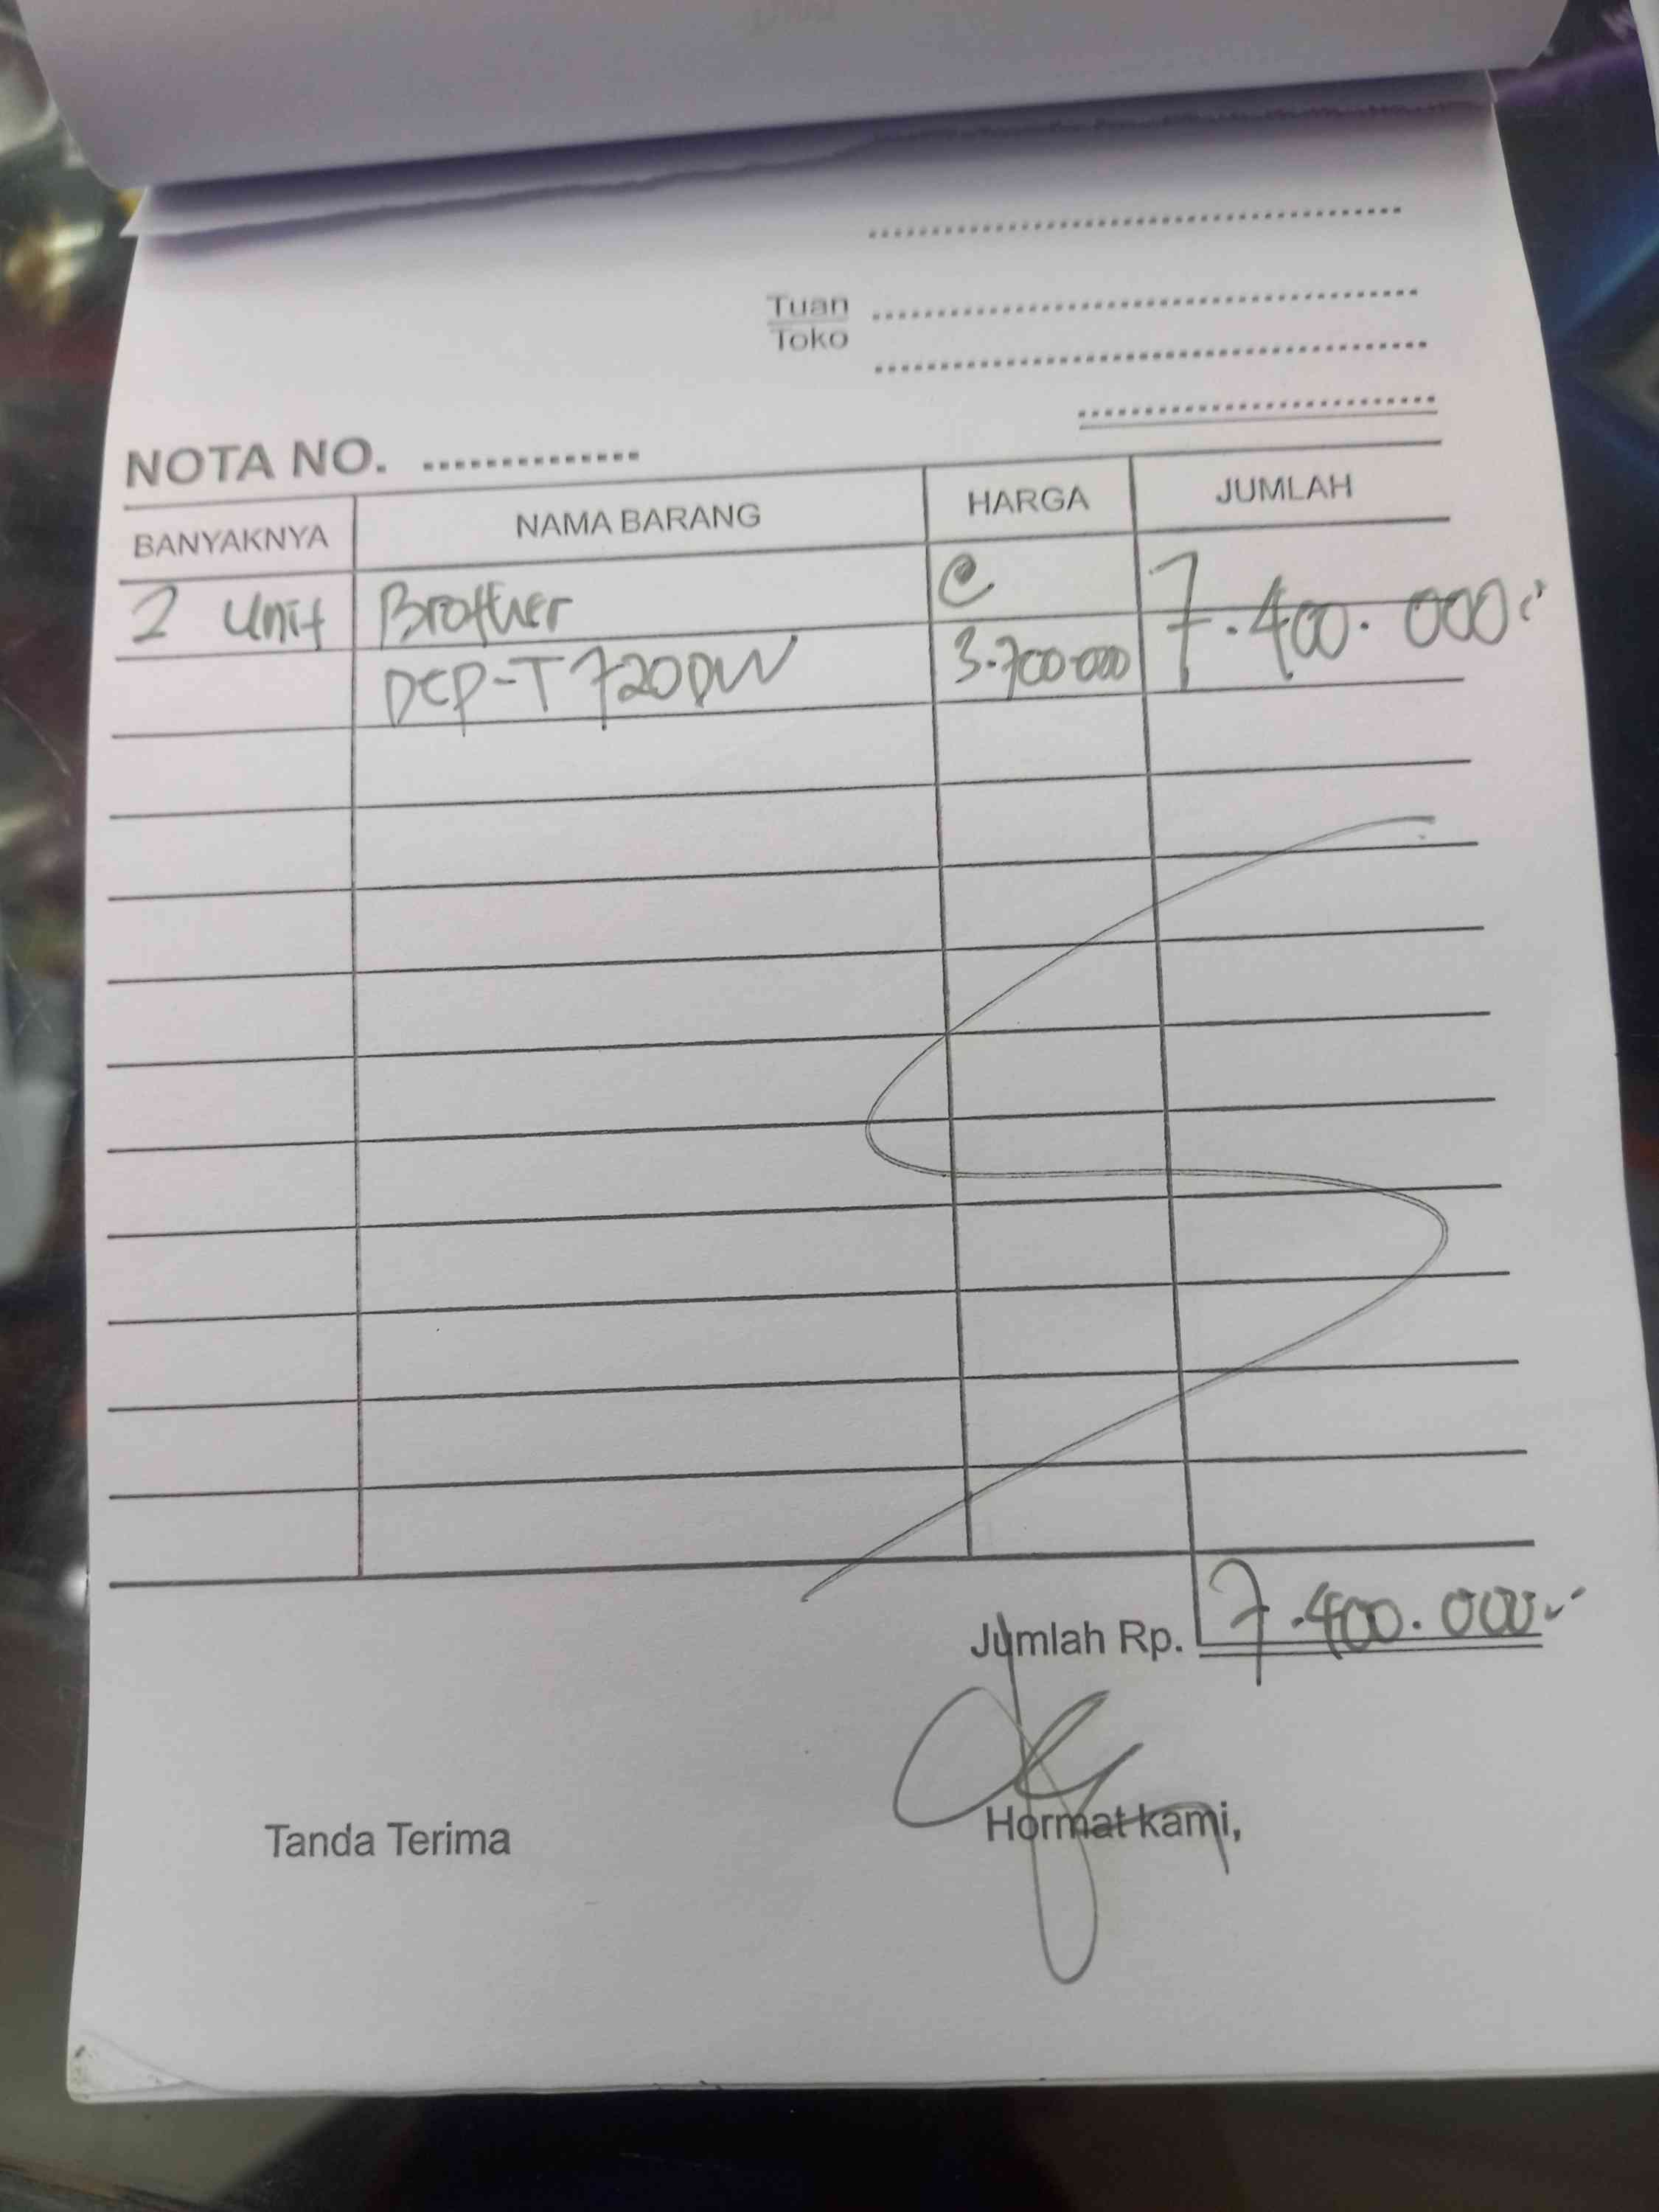 Tuan
Toko
NOTA NO.
BANYAKNYA NAMA BARANG HARGA JUMLAH
2 Unit Brother @ 7.400.000
DCP-T720DW 3.700.000
Jumlah Rp. 7.400.000
Tanda Terima Hormat kami,